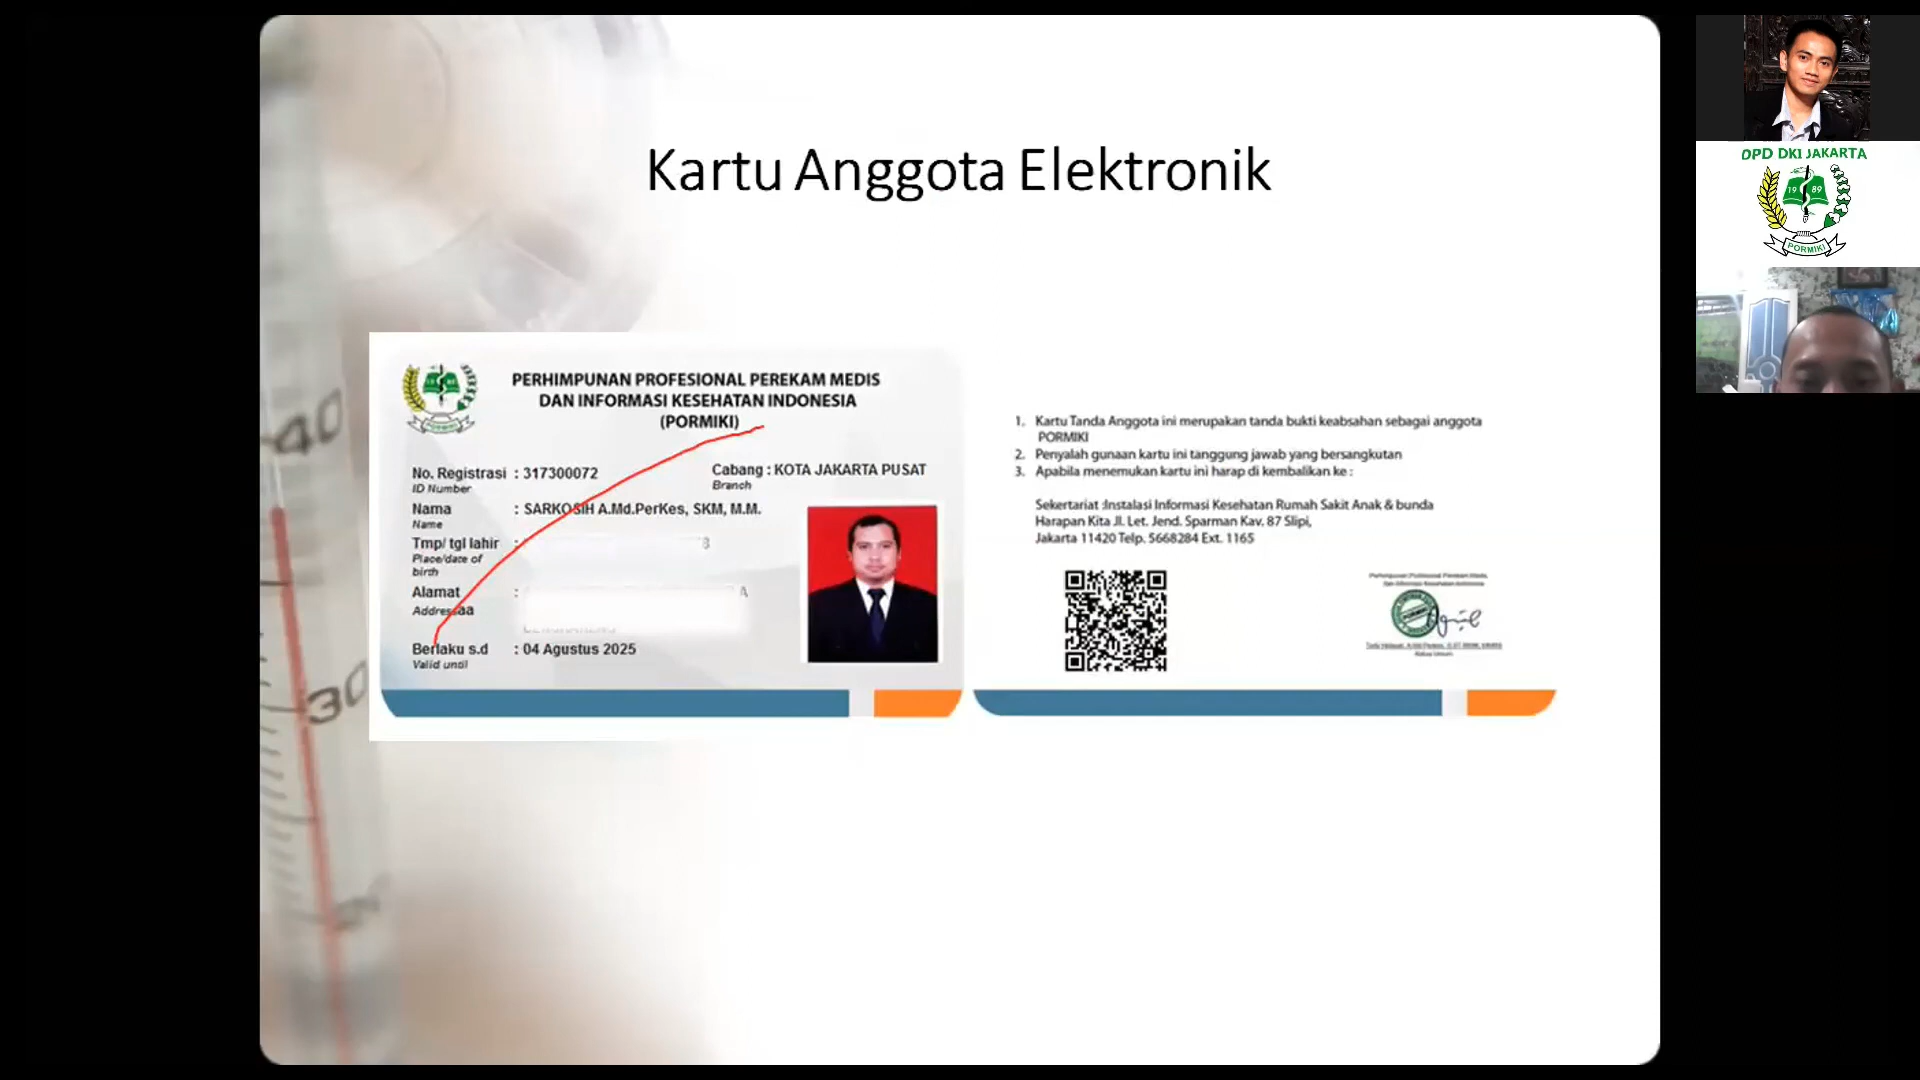 Kartu Anggota Elektronik
PERHIMPUNAN PROFESIONAL PEREKAM MEDIS
DAN INFORMASI KESEHATAN INDONESIA
(PORMIKI)
No. Registrasi : 317300072
ID Number
Cabang : KOTA JAKARTA PUSAT
Branch
Nama : SARKOSIH A.Md.PerKes, SKM, M.M.
Name
Tmp/ tgl lahir :
Place/date of
birth
Alamat :
Berlaku s.d : 04 Agustus 2025
Valid until
1. Kartu Tanda Anggota ini merupakan tanda bukti keabsahan sebagai anggota
PORMIKI
2. Penyalah gunaan kartu ini tanggung jawab yang bersangkutan
3. Apabila menemukan kartu ini harap di kembalikan ke :
Sekertariat :Instalasi Informasi Kesehatan Rumah Sakit Anak & bunda
Harapan Kita Jl. Let. Jend. Sparman Kav. 87 Slipi,
Jakarta 11420 Telp. 5668284 Ext. 1165
DPD DKI JAKARTA
19 89
PORMIKI
40
30